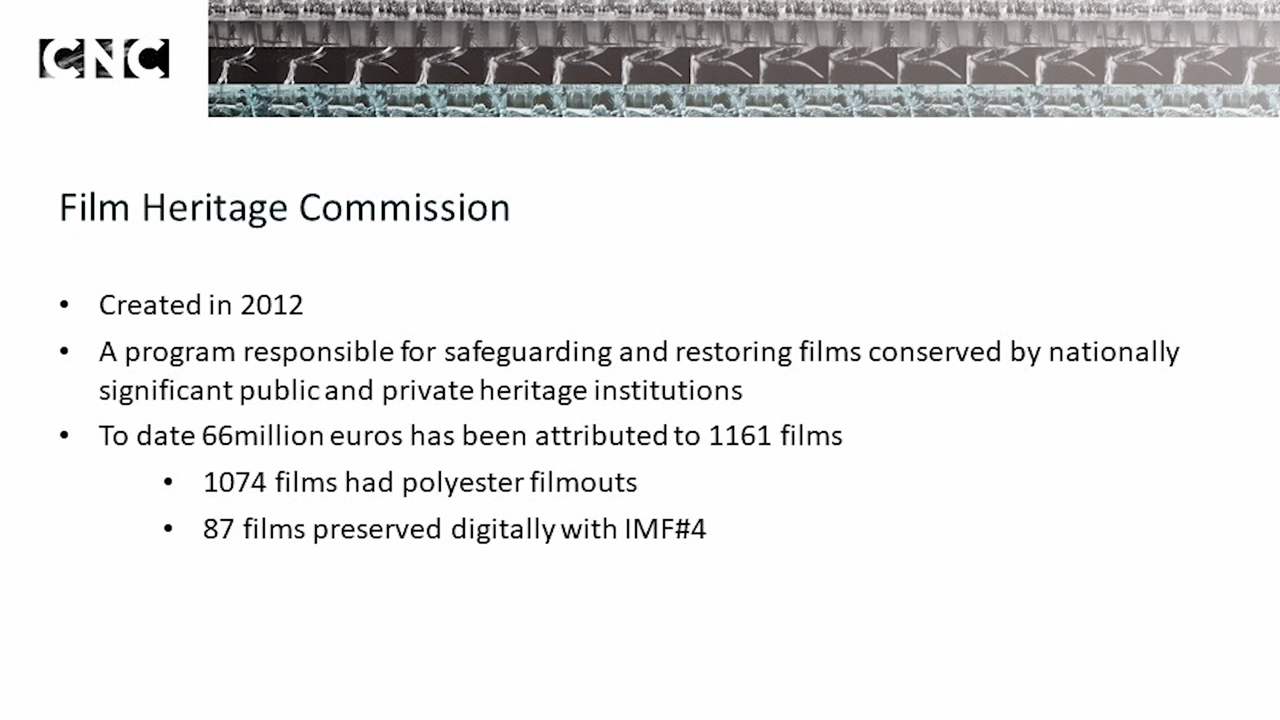 CNC
Film Heritage Commission
• Created in 2012
• A program responsible for safeguarding and restoring films conserved by nationally
significant public and private heritage institutions
• To date 66million euros has been attributed to 1161 films
• 1074 films had polyester filmouts
• 87 films preserved digitally with IMF#4